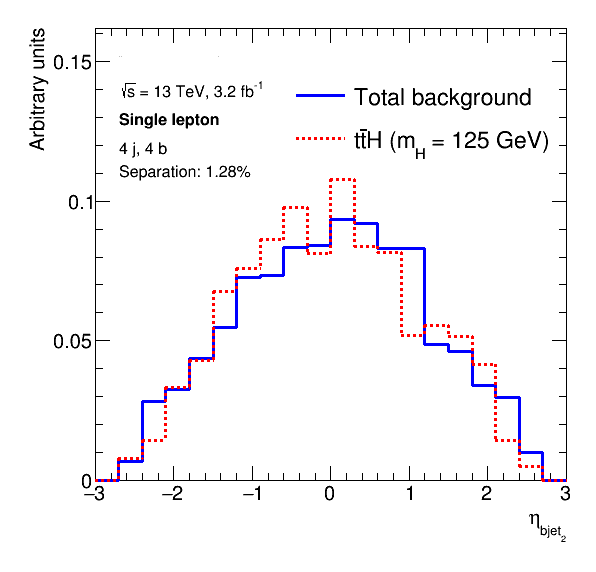 Arbitrary units
0.15
0.1
0.05
0
√s = 13 TeV, 3.2 fb⁻¹
Single lepton
4 j, 4 b
Separation: 1.28%
Total background
tt̄H (m_H = 125 GeV)
−3 −2 −1 0 1 2 3
η_bjet₂